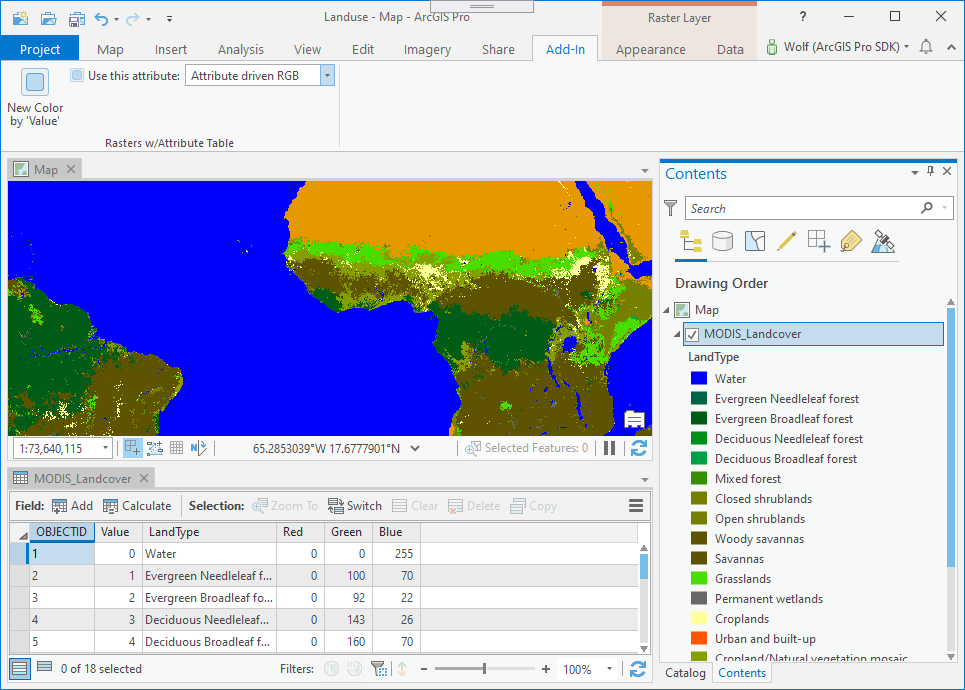 Landuse - Map - ArcGIS Pro
Raster Layer
?
Project Map Insert Analysis View Edit Imagery Share Add-In Appearance Data Wolf (ArcGIS Pro SDK)
New Color
by 'Value'
Use this attribute: Attribute driven RGB
Rasters w/Attribute Table
Map
1:73,640,115 65.2853039°W 17.6777901°N Selected Features: 0
MODIS_Landcover
Field: Add Calculate Selection: Zoom To Switch Clear Delete Copy
OBJECTID Value LandType Red Green Blue
1 0 Water 0 0 255
2 1 Evergreen Needleleaf f... 0 100 70
3 2 Evergreen Broadleaf fo... 0 92 22
4 3 Deciduous Needleleaf... 0 143 26
5 4 Deciduous Broadleaf f... 0 160 70
0 of 18 selected Filters: - + 100%
Contents
Search
Drawing Order
Map
MODIS_Landcover
LandType
Water
Evergreen Needleleaf forest
Evergreen Broadleaf forest
Deciduous Needleleaf forest
Deciduous Broadleaf forest
Mixed forest
Closed shrublands
Open shrublands
Woody savannas
Savannas
Grasslands
Permanent wetlands
Croplands
Urban and built-up
Cropland/Natural vegetation mosaic
Catalog Contents